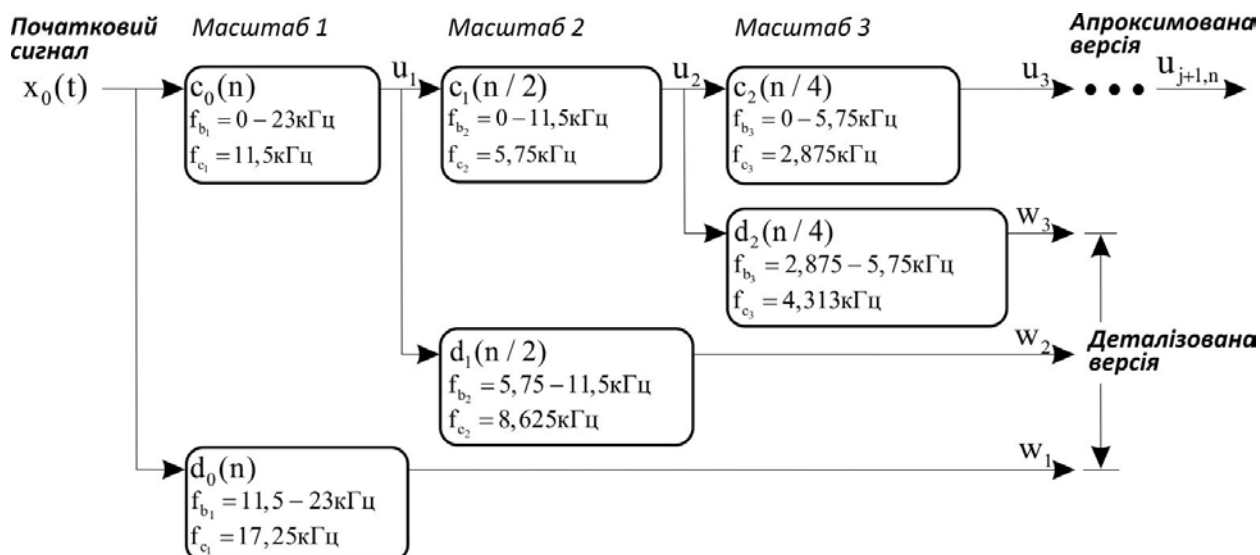 Початковий
сигнал
Масштаб 1
Масштаб 2
Масштаб 3
Апроксимована
версія
x₀(t)
c₀(n)
f_b₁ = 0 – 23кГц
f_c₁ = 11,5кГц
u₁
c₁(n / 2)
f_b₂ = 0 – 11,5кГц
f_c₂ = 5,75кГц
u₂
c₂(n / 4)
f_b₃ = 0 – 5,75кГц
f_c₃ = 2,875кГц
u₃
• • •
u_j+1,n
d₂(n / 4)
f_b₃ = 2,875 – 5,75кГц
f_c₃ = 4,313кГц
w₃
d₁(n / 2)
f_b₂ = 5,75 – 11,5кГц
f_c₂ = 8,625кГц
w₂
Деталізована
версія
d₀(n)
f_b₁ = 11,5 – 23кГц
f_c₁ = 17,25кГц
w₁